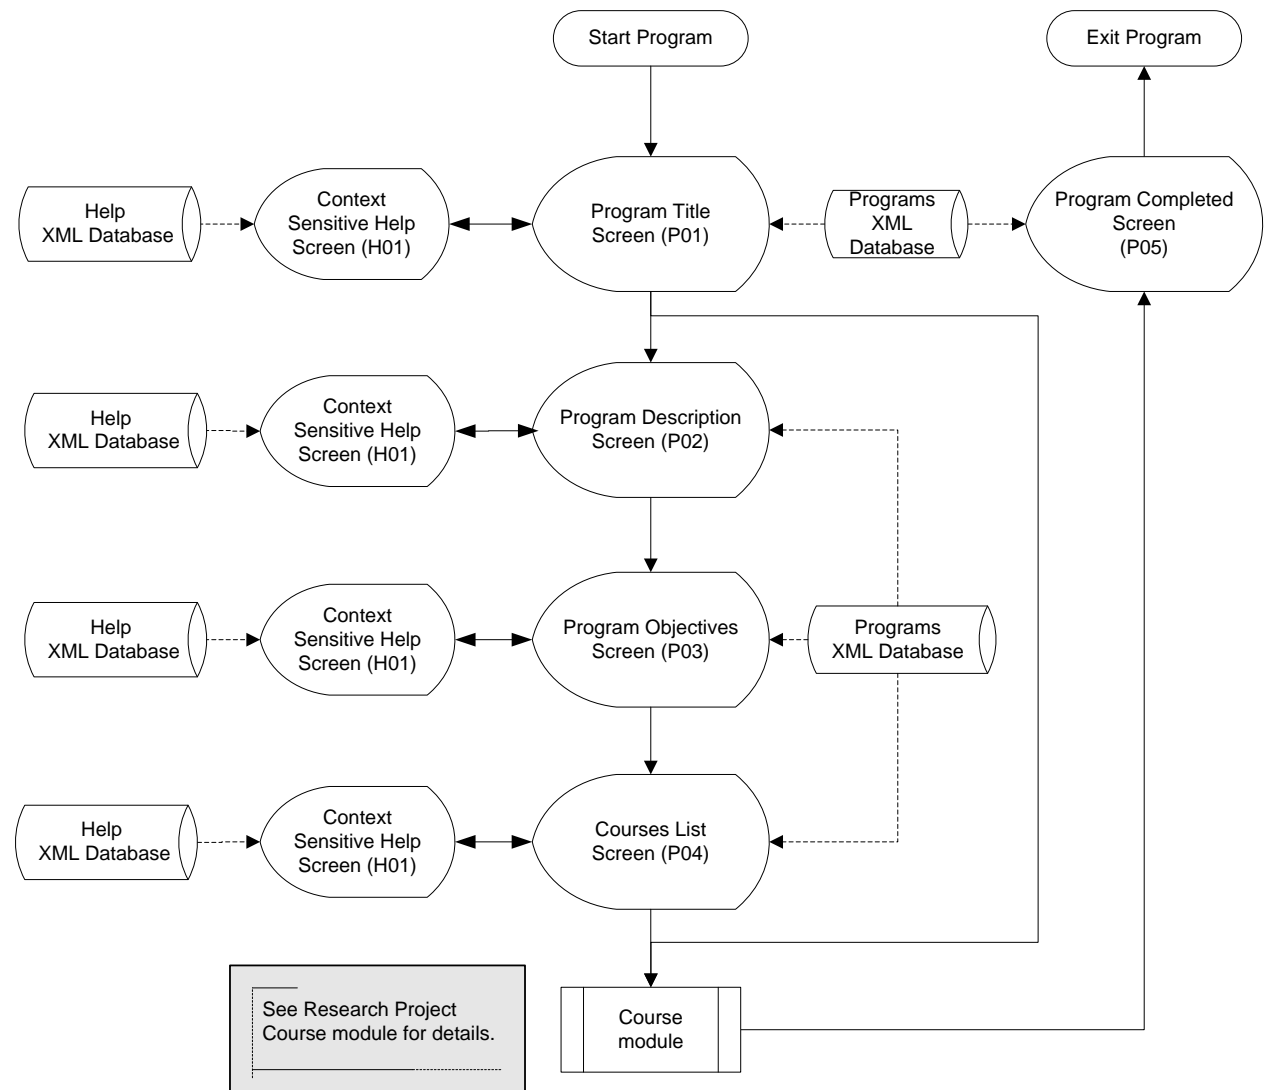 Start Program
Exit Program
Help
XML Database
Context
Sensitive Help
Screen (H01)
Program Title
Screen (P01)
Programs
XML
Database
Program Completed
Screen
(P05)
Help
XML Database
Context
Sensitive Help
Screen (H01)
Program Description
Screen (P02)
Help
XML Database
Context
Sensitive Help
Screen (H01)
Program Objectives
Screen (P03)
Programs
XML Database
Help
XML Database
Context
Sensitive Help
Screen (H01)
Courses List
Screen (P04)
See Research Project
Course module for details.
Course
module